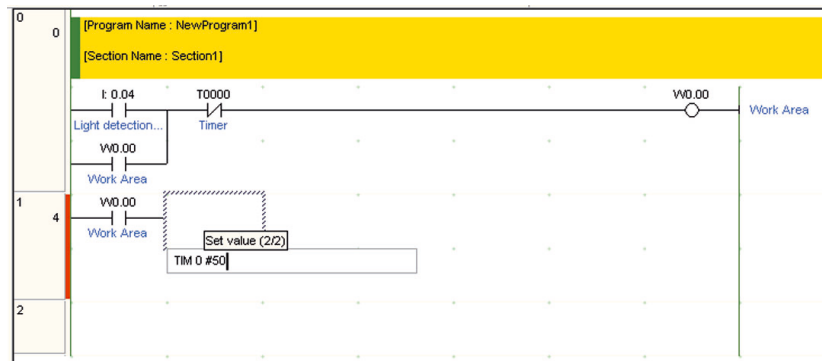 0
0
[Program Name : NewProgram1]
[Section Name : Section1]
I: 0.04
T0000
W0.00
Light detection...
Timer
Work Area
W0.00
Work Area
1
4
W0.00
Work Area
Set value (2/2)
TIM 0 #50
2